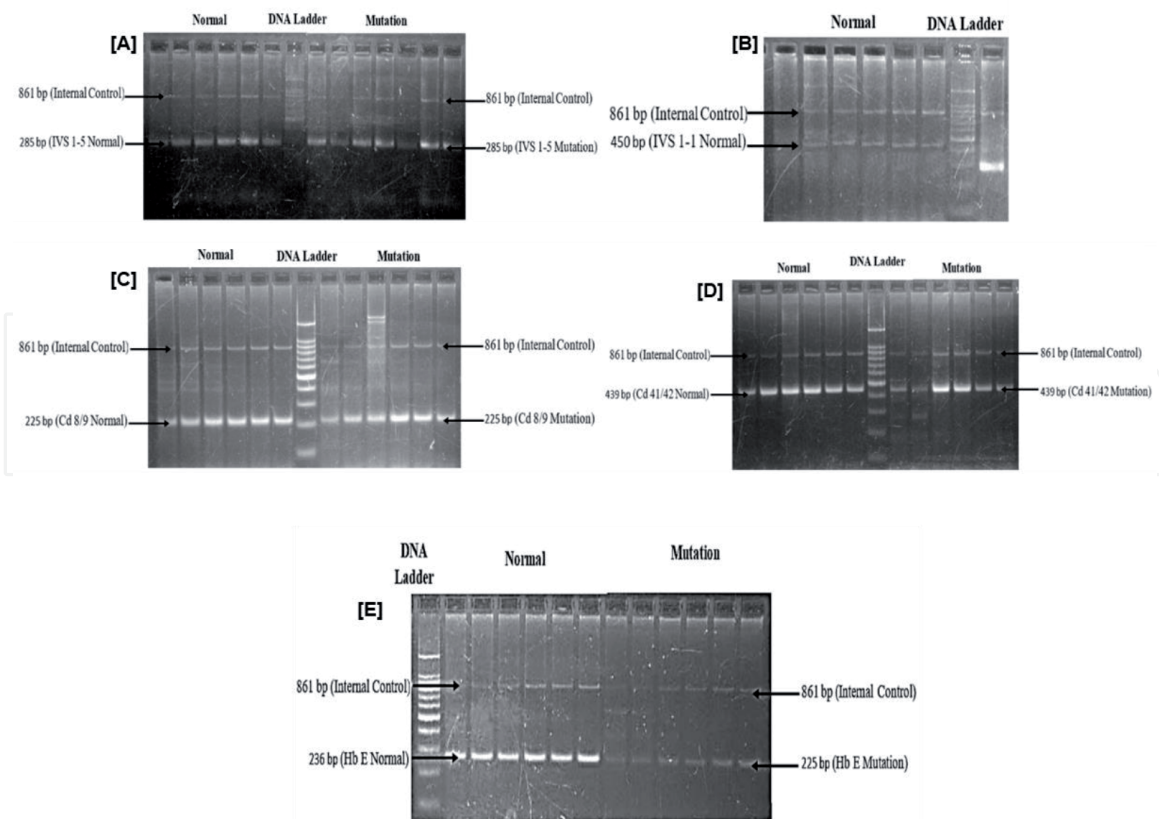 Normal DNA Ladder Mutation
[A]
861 bp (Internal Control) 861 bp (Internal Control)
285 bp (IVS 1-5 Normal) 285 bp (IVS 1-5 Mutation)
Normal DNA Ladder
[B]
861 bp (Internal Control)
450 bp (IVS 1-1 Normal)
Normal DNA Ladder Mutation
[C]
861 bp (Internal Control) 861 bp (Internal Control)
225 bp (Cd 8/9 Normal) 225 bp (Cd 8/9 Mutation)
Normal DNA Ladder Mutation
[D]
861 bp (Internal Control) 861 bp (Internal Control)
439 bp (Cd 41/42 Normal) 439 bp (Cd 41/42 Mutation)
DNA
Ladder
Normal Mutation
[E]
861 bp (Internal Control) 861 bp (Internal Control)
236 bp (Hb E Normal) 225 bp (Hb E Mutation)